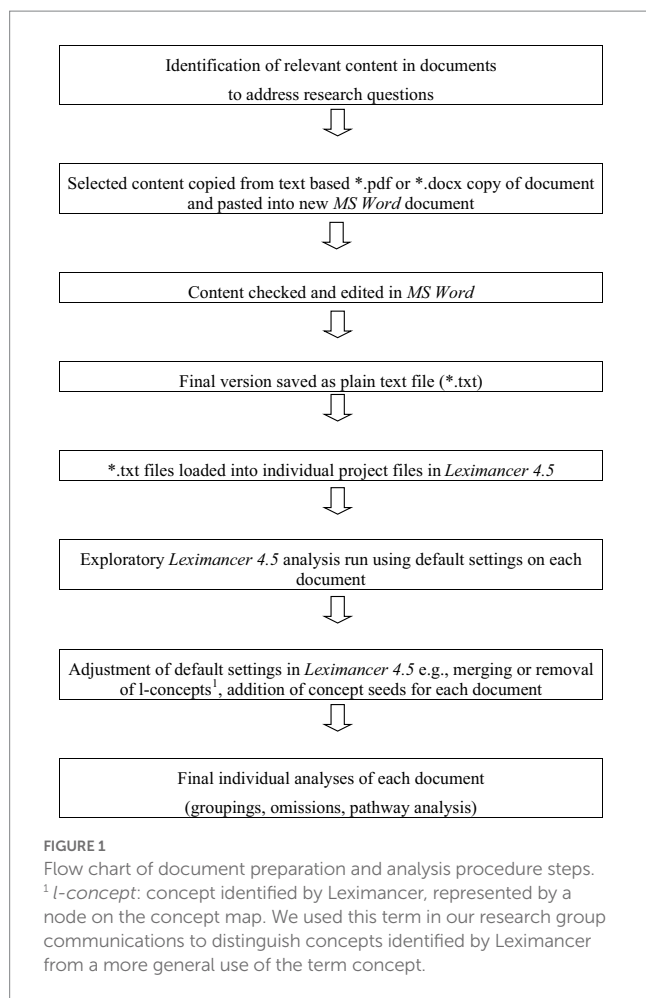 Identification of relevant content in documents
to address research questions
Selected content copied from text based *.pdf or *.docx copy of document
and pasted into new MS Word document
Content checked and edited in MS Word
Final version saved as plain text file (*.txt)
*.txt files loaded into individual project files in Leximancer 4.5
Exploratory Leximancer 4.5 analysis run using default settings on each
document
Adjustment of default settings in Leximancer 4.5 e.g., merging or removal
of l-concepts¹, addition of concept seeds for each document
Final individual analyses of each document
(groupings, omissions, pathway analysis)
FIGURE 1
Flow chart of document preparation and analysis procedure steps.
¹ l-concept: concept identified by Leximancer, represented by a
node on the concept map. We used this term in our research group
communications to distinguish concepts identified by Leximancer
from a more general use of the term concept.